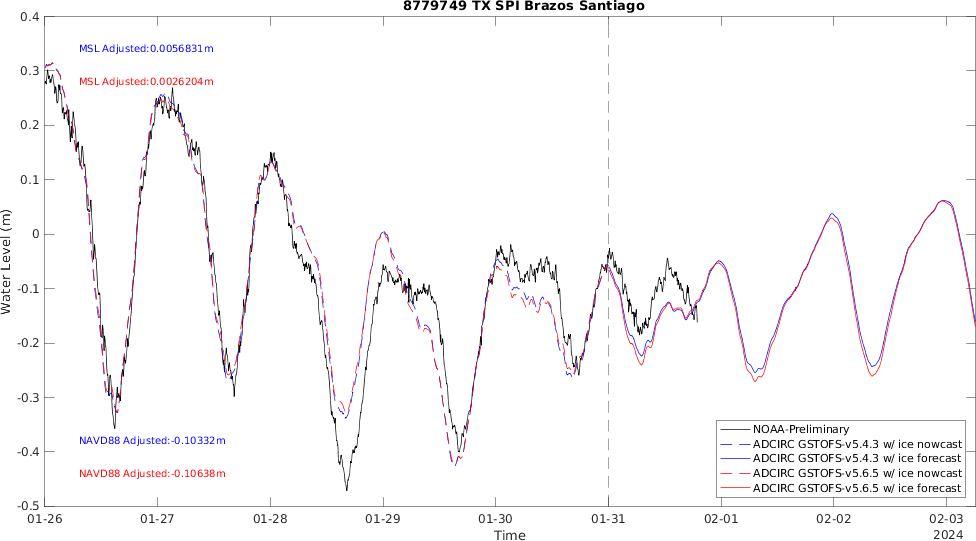 8779749 TX SPI Brazos Santiago
0.4
0.3
0.2
0.1
0
-0.1
-0.2
-0.3
-0.4
-0.5
Water Level (m)
MSL Adjusted:0.0056831m
MSL Adjusted:0.0026204m
NAVD88 Adjusted:-0.10332m
NAVD88 Adjusted:-0.10638m
NOAA-Preliminary
ADCIRC GSTOFS-v5.4.3 w/ ice nowcast
ADCIRC GSTOFS-v5.4.3 w/ ice forecast
ADCIRC GSTOFS-v5.6.5 w/ ice nowcast
ADCIRC GSTOFS-v5.6.5 w/ ice forecast
01-26 01-27 01-28 01-29 01-30 01-31 02-01 02-02 02-03
Time
2024